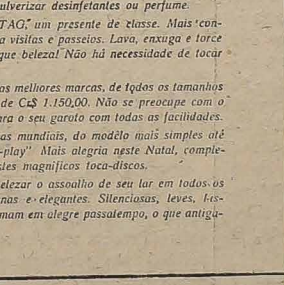 ulverizar desinfetantes ou perfume.
TAG," um presente de classe. Mais con-
a visitas e passeios. Lava, enxuga e torce
que beleza! Não há necessidade de tocar
as melhores marcas, de todos os tamanhos
de Cr$ 1.150,00. Não se preocupe com o
ra o seu garoto com todas as facilidades.
as mundiais, do modêlo mais simples até
-play" Mais alegria neste Natal, comple-
stes magníficos toca-discos.
elezar o assoalho de seu lar em todos os
nas e elegantes. Silenciosas, leves,
mam em alegre passatempo, o que antiga-